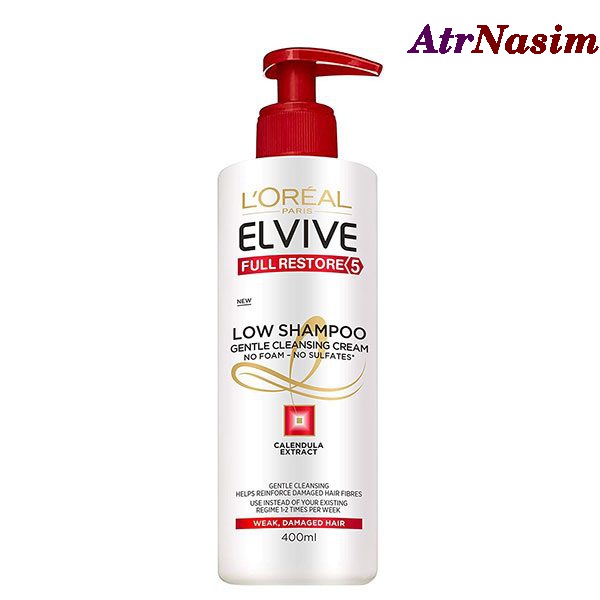 AtrNasim
L'ORÉAL
PARIS
ELVIVE
FULL RESTORE 5
NEW
LOW SHAMPOO
GENTLE CLEANSING CREAM
NO FOAM – NO SULFATES*
CALENDULA
EXTRACT
GENTLE CLEANSING
HELPS REINFORCE DAMAGED HAIR FIBRES
USE INSTEAD OF YOUR EXISTING
REGIME 1-2 TIMES PER WEEK
WEAK, DAMAGED HAIR
400ml